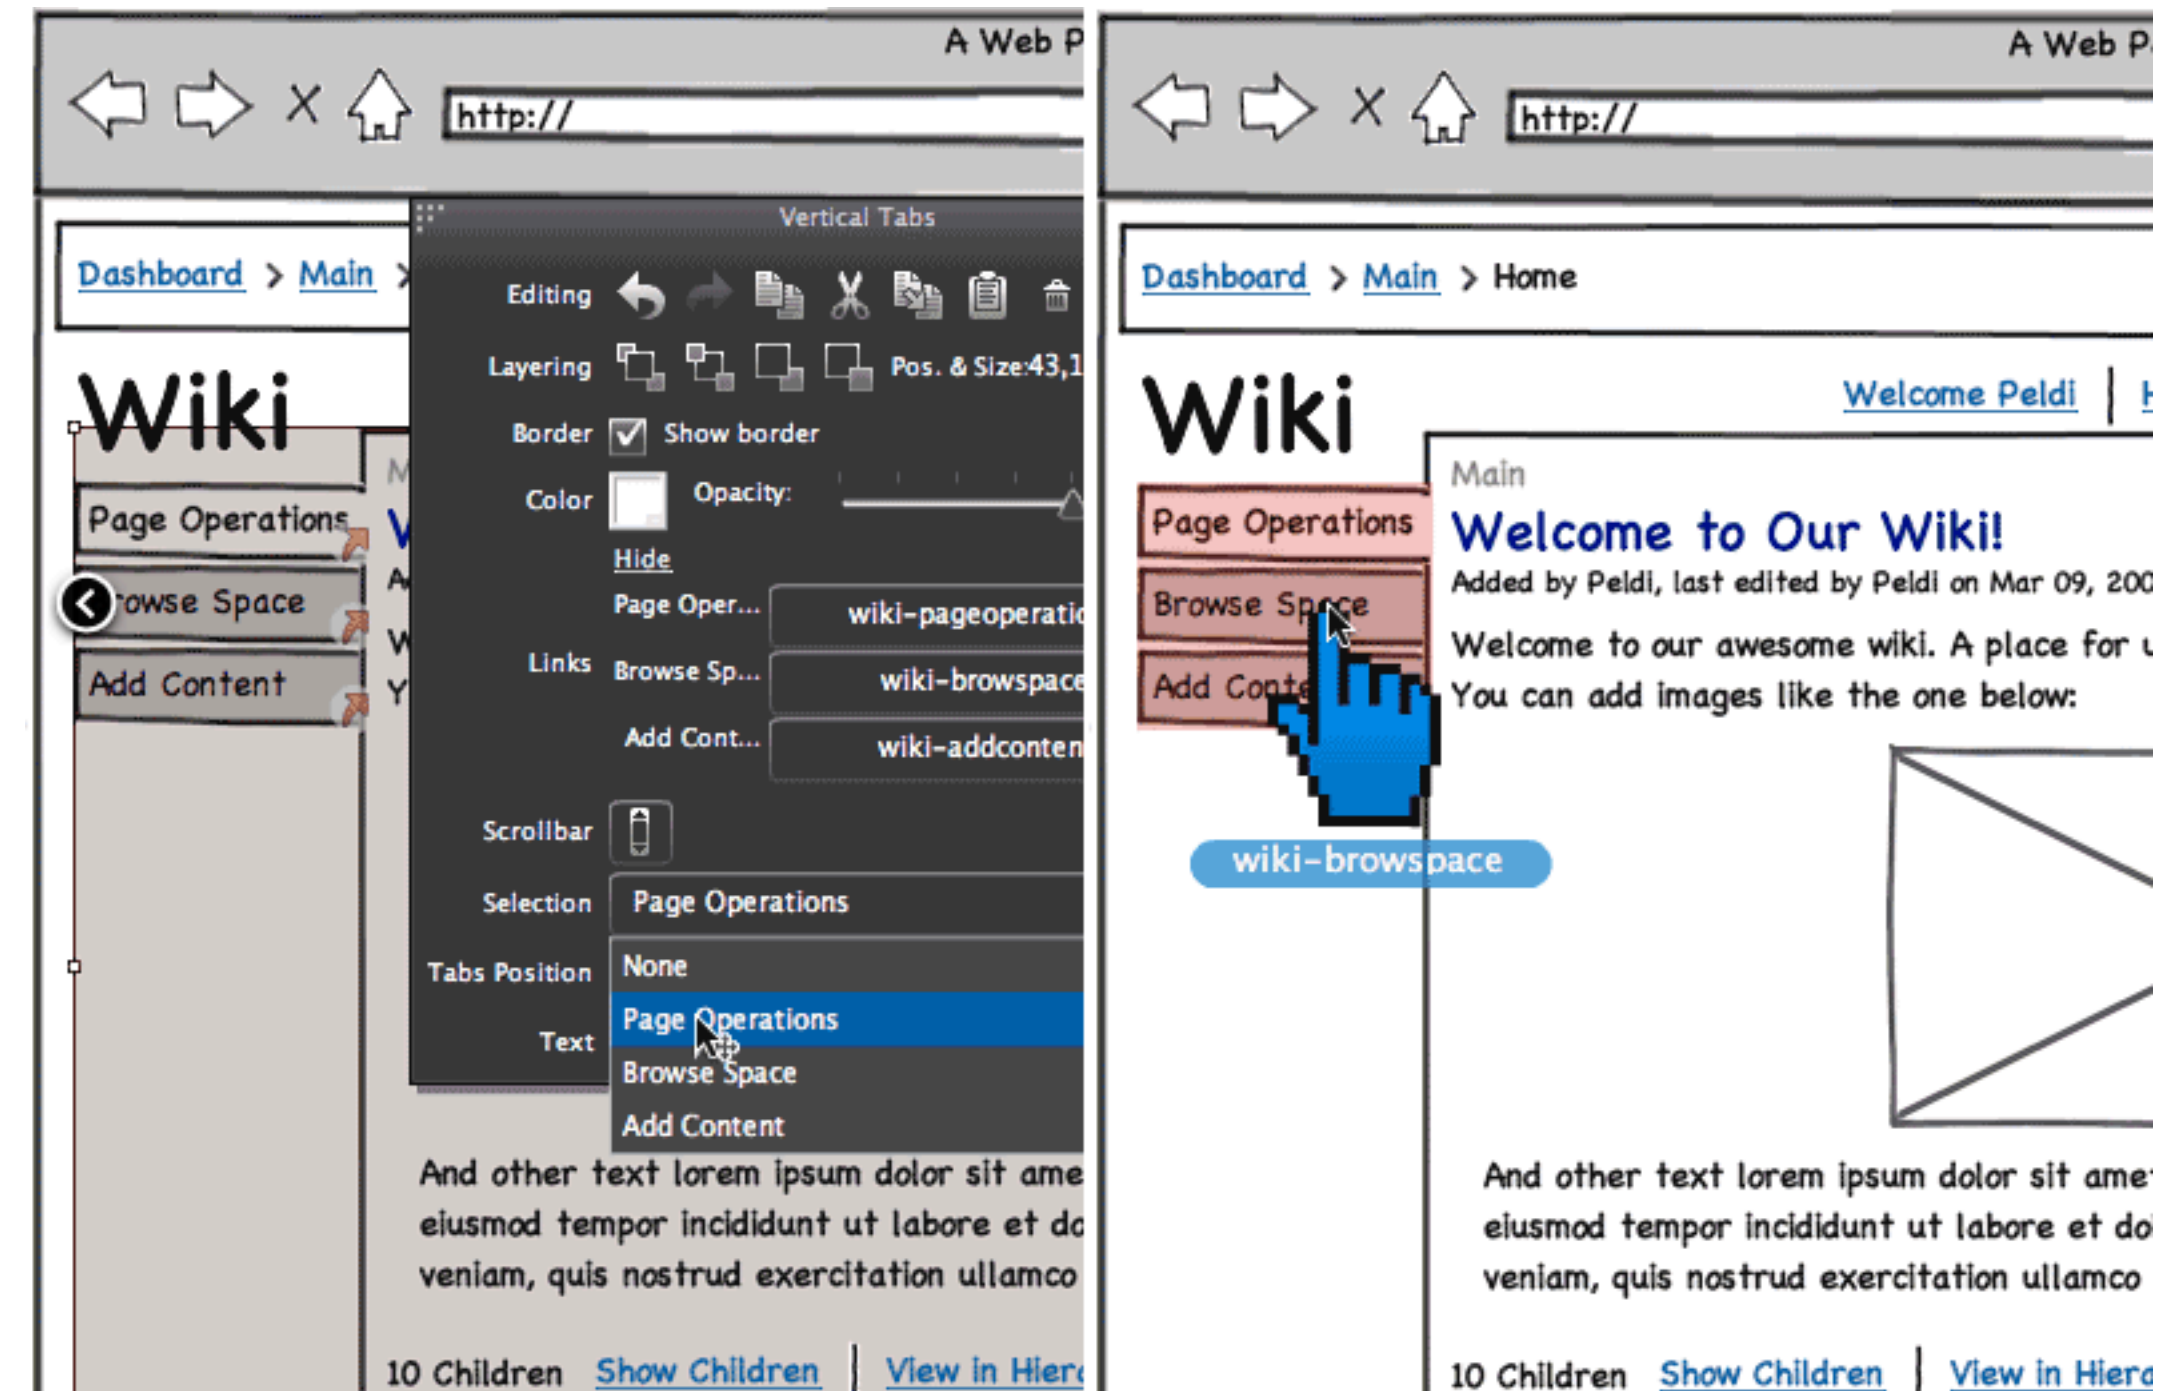 A Web P
http://
Dashboard > Main >
Wiki
Page Operations
Browse Space
Add Content
Vertical Tabs
Editing
Layering
Pos. & Size:43,1
Border
Show border
Color
Opacity:
Hide
Links
Page Oper...
wiki-pageoperatio
Browse Sp...
wiki-browspace
Add Cont...
wiki-addconten
Scrollbar
Selection
Page Operations
Tabs Position
None
Page Operations
Text
Browse Space
Add Content
And other text lorem ipsum dolor sit ame
eiusmod tempor incididunt ut labore et do
veniam, quis nostrud exercitation ullamco
10 Children Show Children | View in Hiera
A Web P
http://
Dashboard > Main > Home
Wiki
Welcome Peldi | H
Page Operations
Browse Space
Add Conte
Main
Welcome to Our Wiki!
Added by Peldi, last edited by Peldi on Mar 09, 200
Welcome to our awesome wiki. A place for u
You can add images like the one below:
wiki-browspace
And other text lorem ipsum dolor sit ame
eiusmod tempor incididunt ut labore et do
veniam, quis nostrud exercitation ullamco
10 Children Show Children | View in Hiera